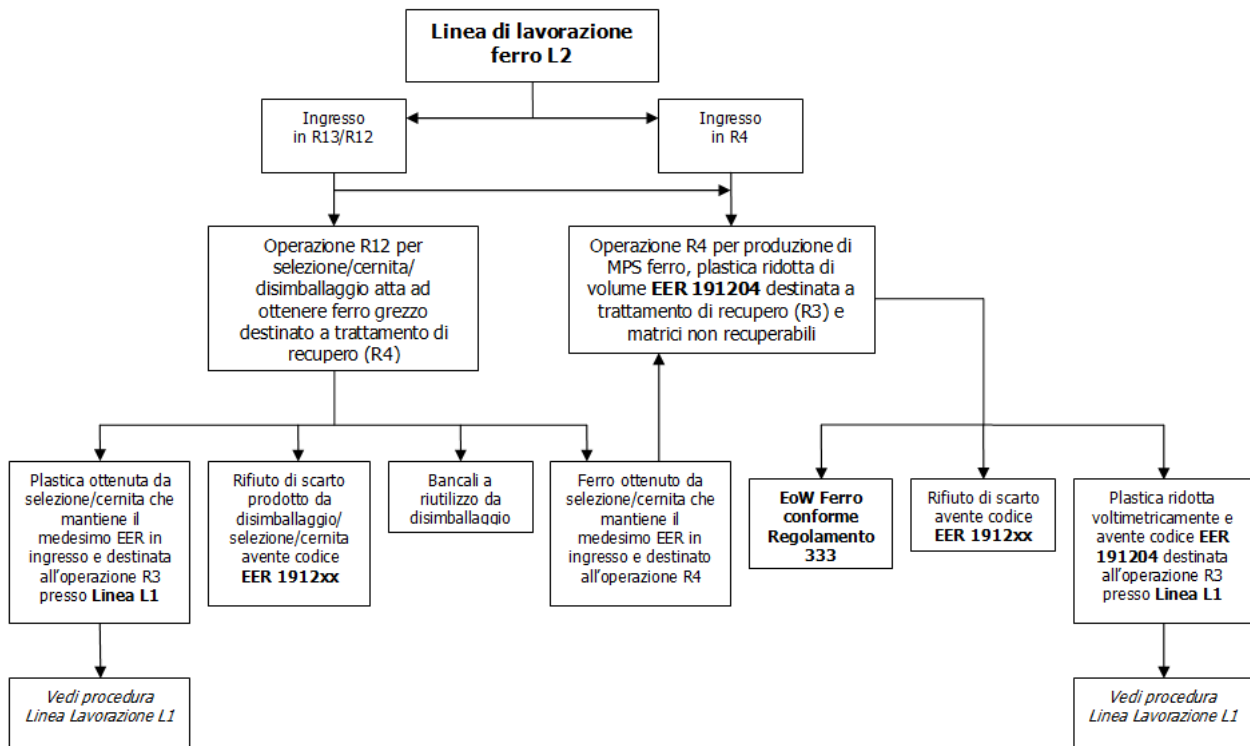 Linea di lavorazione
ferro L2
Ingresso
in R13/R12
Ingresso
in R4
Operazione R12 per
selezione/cernita/
disimballaggio atta ad
ottenere ferro grezzo
destinato a trattamento di
recupero (R4)
Operazione R4 per produzione di
MPS ferro, plastica ridotta di
volume EER 191204 destinata a
trattamento di recupero (R3) e
matrici non recuperabili
Plastica ottenuta da
selezione/cernita che
mantiene il
medesimo EER in
ingresso e destinata
all'operazione R3
presso Linea L1
Rifiuto di scarto
prodotto da
disimballaggio/
selezione/cernita
avente codice
EER 1912xx
Bancali a
riutilizzo da
disimballaggio
Ferro ottenuto da
selezione/cernita che
mantiene il
medesimo EER in
ingresso e destinato
all'operazione R4
EoW Ferro
conforme
Regolamento
333
Rifiuto di scarto
avente codice
EER 1912xx
Plastica ridotta
voltimetricamente e
avente codice EER
191204 destinata
all'operazione R3
presso Linea L1
Vedi procedura
Linea Lavorazione L1
Vedi procedura
Linea Lavorazione L1